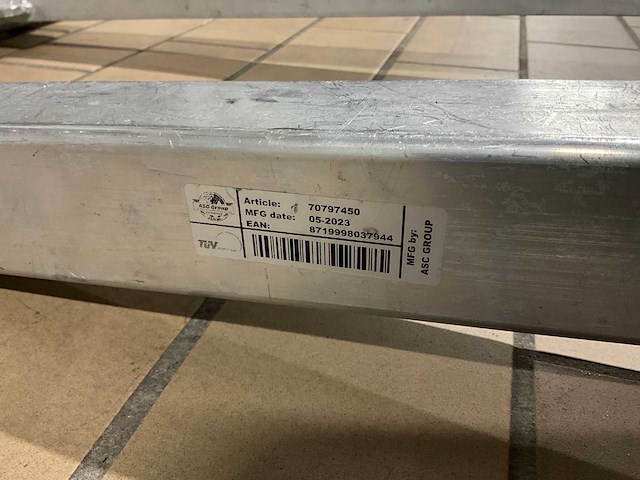 ASC Group
TÜV
Article: 70797450
MFG date: 05-2023
EAN: 8719998037944
MFG by:
ASC GROUP